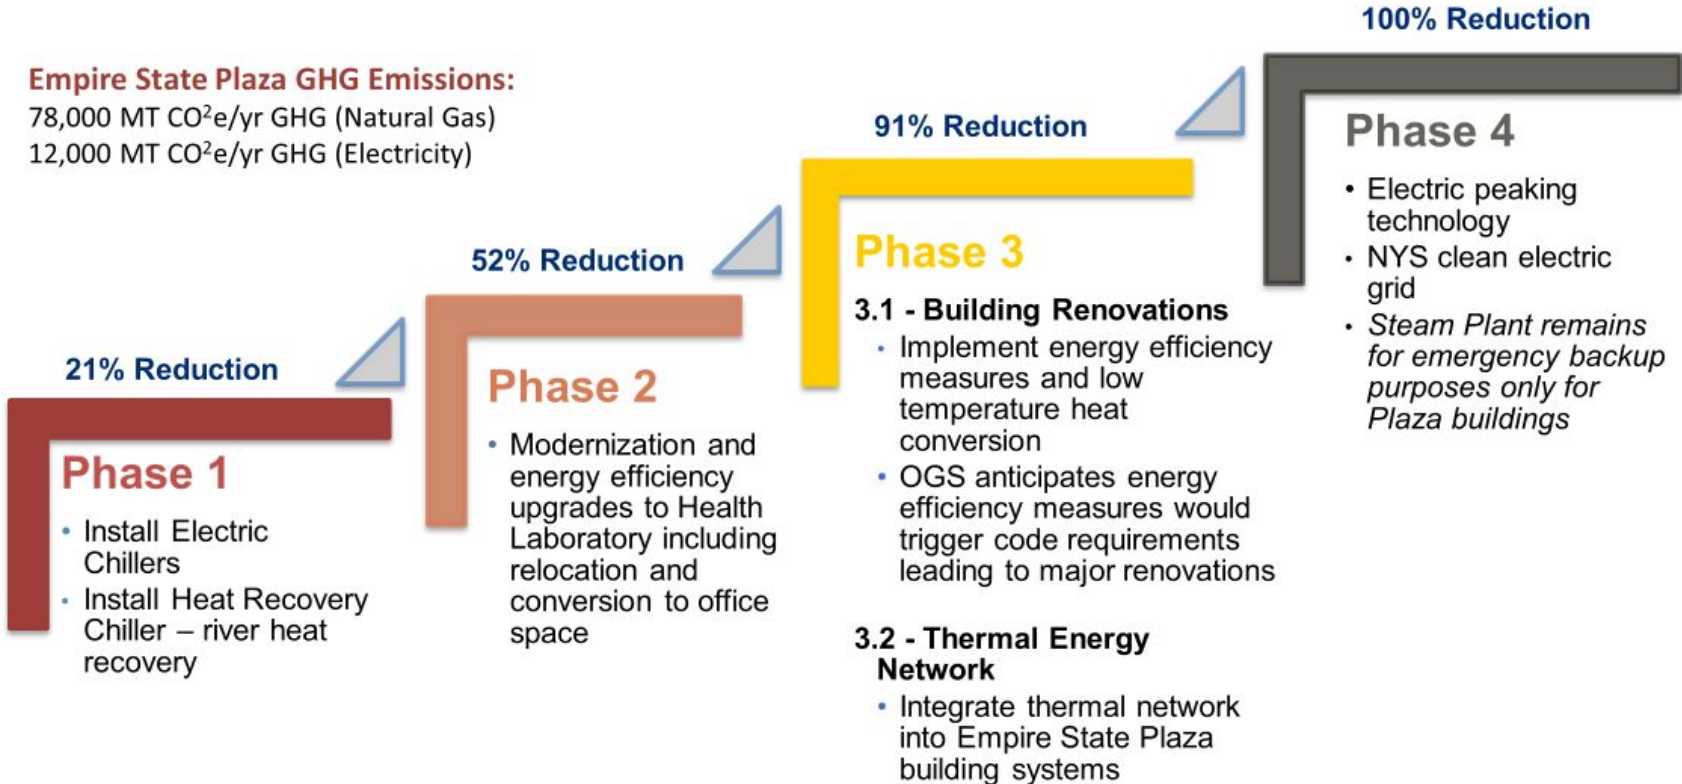 Empire State Plaza GHG Emissions:
78,000 MT CO²e/yr GHG (Natural Gas)
12,000 MT CO²e/yr GHG (Electricity)
21% Reduction
Phase 1
• Install Electric
Chillers
• Install Heat Recovery
Chiller – river heat
recovery
52% Reduction
Phase 2
• Modernization and
energy efficiency
upgrades to Health
Laboratory including
relocation and
conversion to office
space
91% Reduction
Phase 3
3.1 - Building Renovations
• Implement energy efficiency
measures and low
temperature heat
conversion
• OGS anticipates energy
efficiency measures would
trigger code requirements
leading to major renovations
3.2 - Thermal Energy
Network
• Integrate thermal network
into Empire State Plaza
building systems
100% Reduction
Phase 4
• Electric peaking
technology
• NYS clean electric
grid
• Steam Plant remains
for emergency backup
purposes only for
Plaza buildings